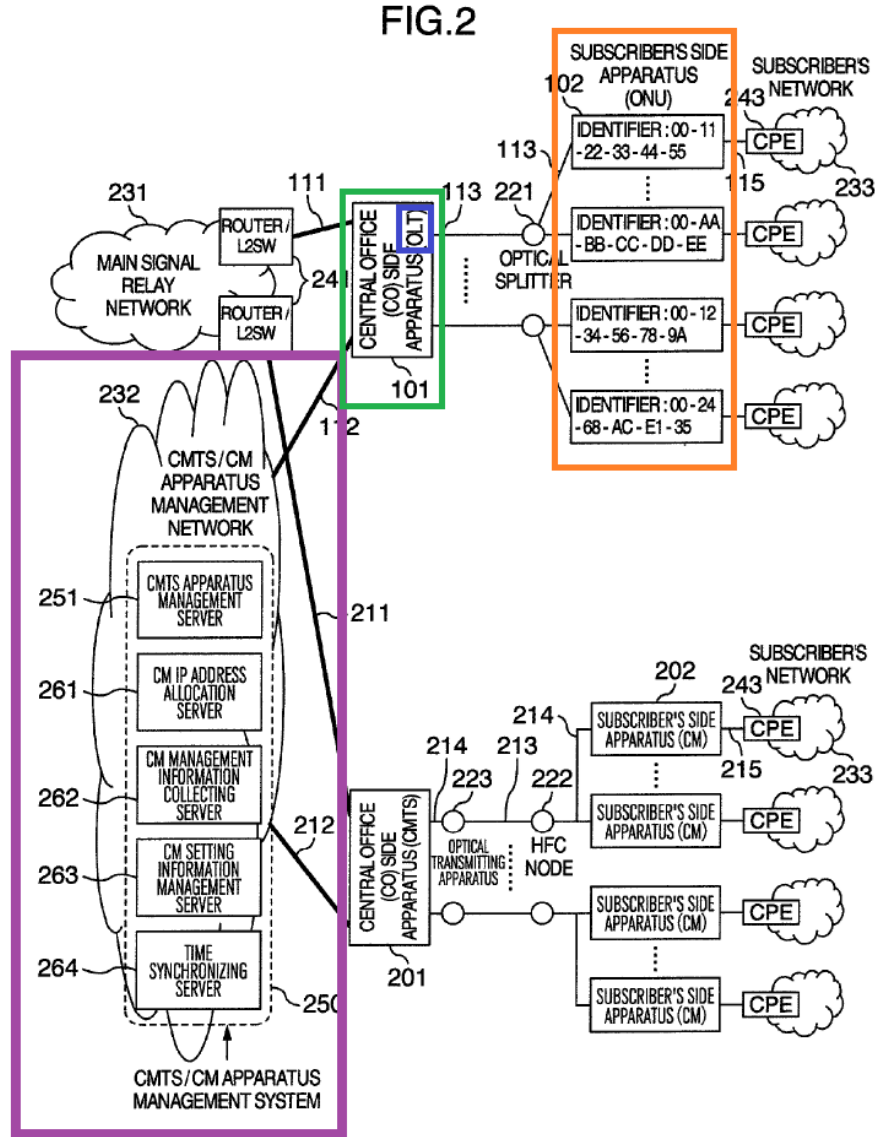 FIG.2
SUBSCRIBER'S SIDE
APPARATUS
(ONU)
SUBSCRIBER'S
NETWORK
102
243
IDENTIFIER:00-11
-22-33-44-55
CPE
113
115
233
231
111
113
221
ROUTER/
L2SW
MAIN SIGNAL
RELAY
NETWORK
241
ROUTER/
L2SW
CENTRAL OFFICE
(CO) SIDE
APPARATUS (OLT)
101
OPTICAL
SPLITTER
IDENTIFIER:00-AA
-BB-CC-DD-EE
CPE
IDENTIFIER:00-12
-34-56-78-9A
CPE
IDENTIFIER:00-24
-68-AC-E1-35
CPE
232
112
CMTS/CM
APPARATUS
MANAGEMENT
NETWORK
251
CMTS APPARATUS
MANAGEMENT
SERVER
211
261
CM IP ADDRESS
ALLOCATION
SERVER
262
CM MANAGEMENT
INFORMATION
COLLECTING
SERVER
212
263
CM SETTING
INFORMATION
MANAGEMENT
SERVER
264
TIME
SYNCHRONIZING
SERVER
250
CMTS/CM APPARATUS
MANAGEMENT SYSTEM
SUBSCRIBER'S
NETWORK
202
243
214
SUBSCRIBER'S SIDE
APPARATUS (CM)
CPE
215
233
214
213
223
222
CENTRAL OFFICE
(CO) SIDE
APPARATUS (CMTS)
201
OPTICAL
TRANSMITTING
APPARATUS
HFC
NODE
SUBSCRIBER'S SIDE
APPARATUS (CM)
CPE
SUBSCRIBER'S SIDE
APPARATUS (CM)
CPE
SUBSCRIBER'S SIDE
APPARATUS (CM)
CPE